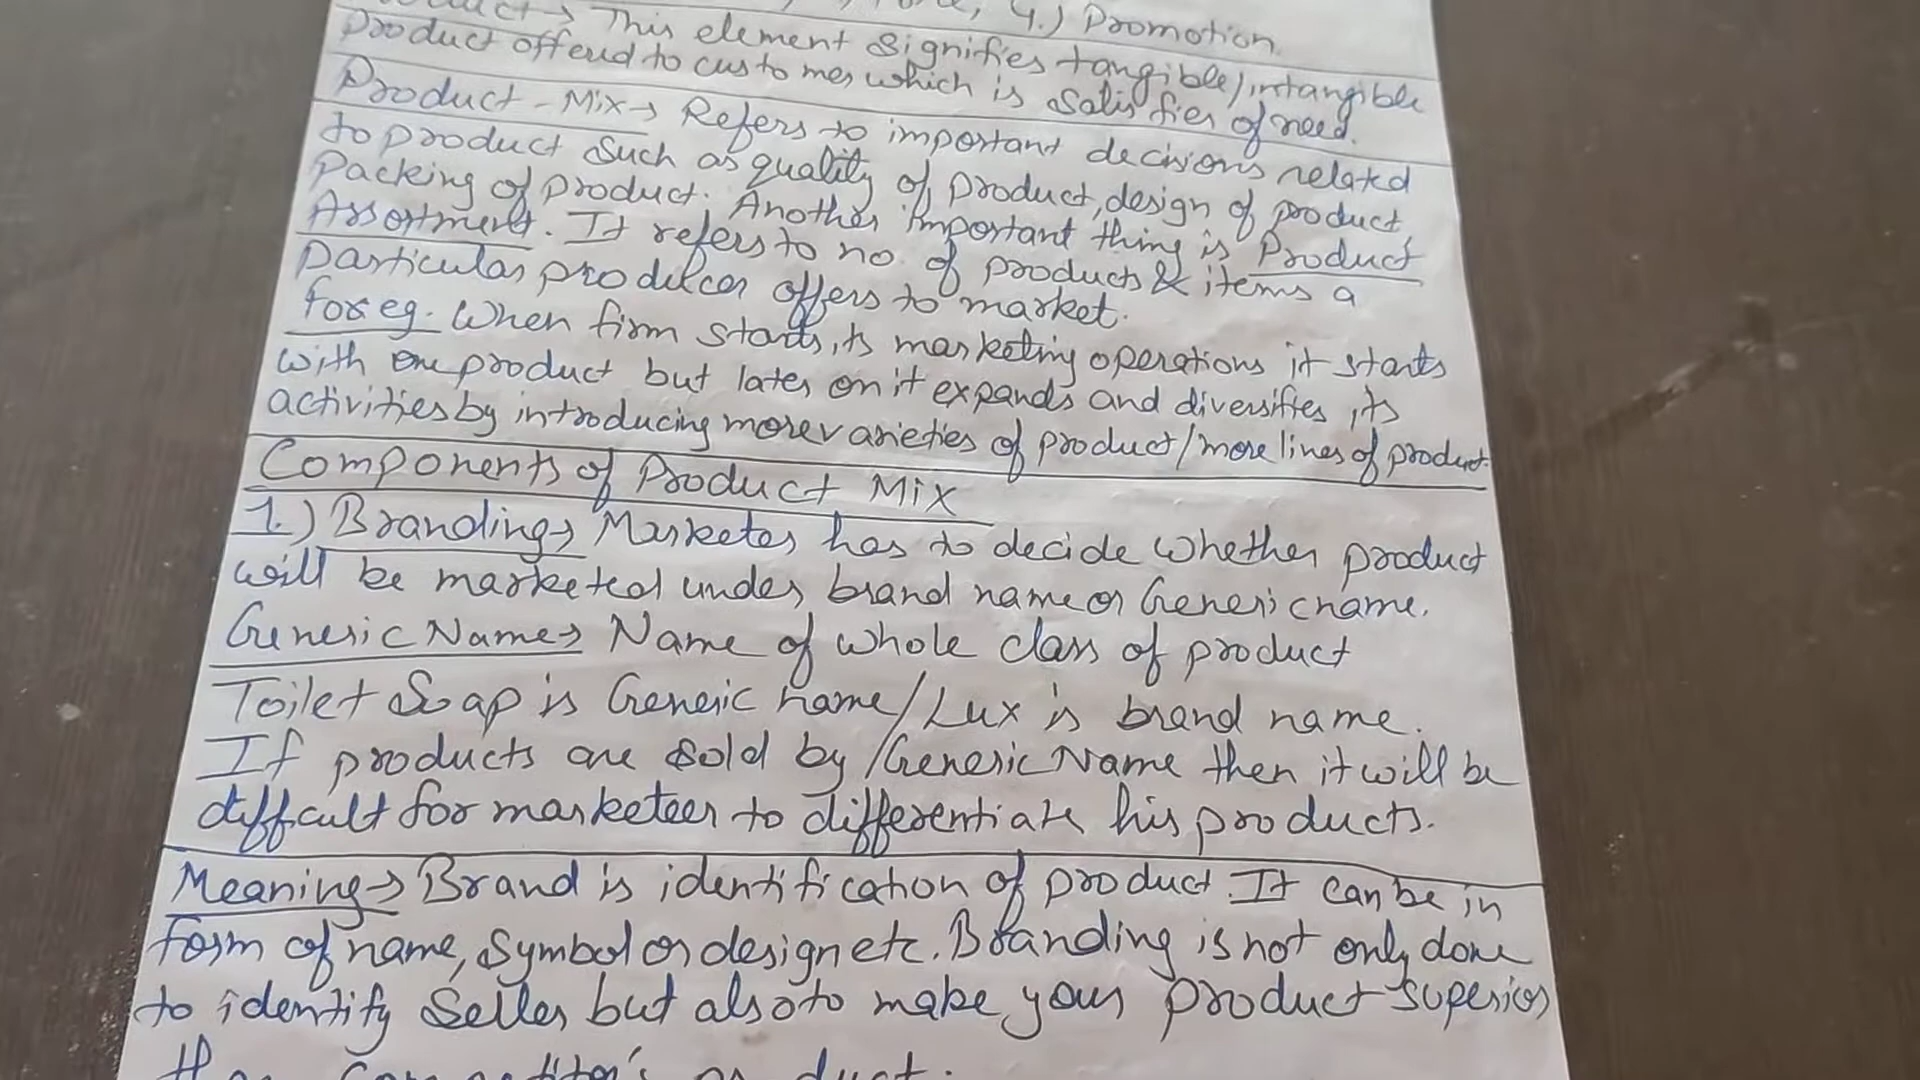 4.) Promotion
This element signifies tangible/intangible
product offered to customer which is satisfier of need.
Product-Mix→ Refers to important decisions related
to product such as quality of product, design of product,
Packing of product. Another important thing is Product
Assortment. It refers to no. of products & items a
particular producer offers to market.
For eg. When firm starts its marketing operations it starts
with one product but later on it expands and diversifies its
activities by introducing more varieties of product/more lines of product.
Components of Product Mix
1.) Branding→ Marketer has to decide whether product
will be marketed under brand name or Generic name.
Generic Name→ Name of whole class of product
Toilet Soap is Generic name/Lux is brand name.
If products are sold by Generic Name then it will be
difficult for marketeer to differentiate his products.
Meaning→ Brand is identification of product. It can be in
form of name, symbol or design etc. Branding is not only done
to identify seller but also to make your product superior